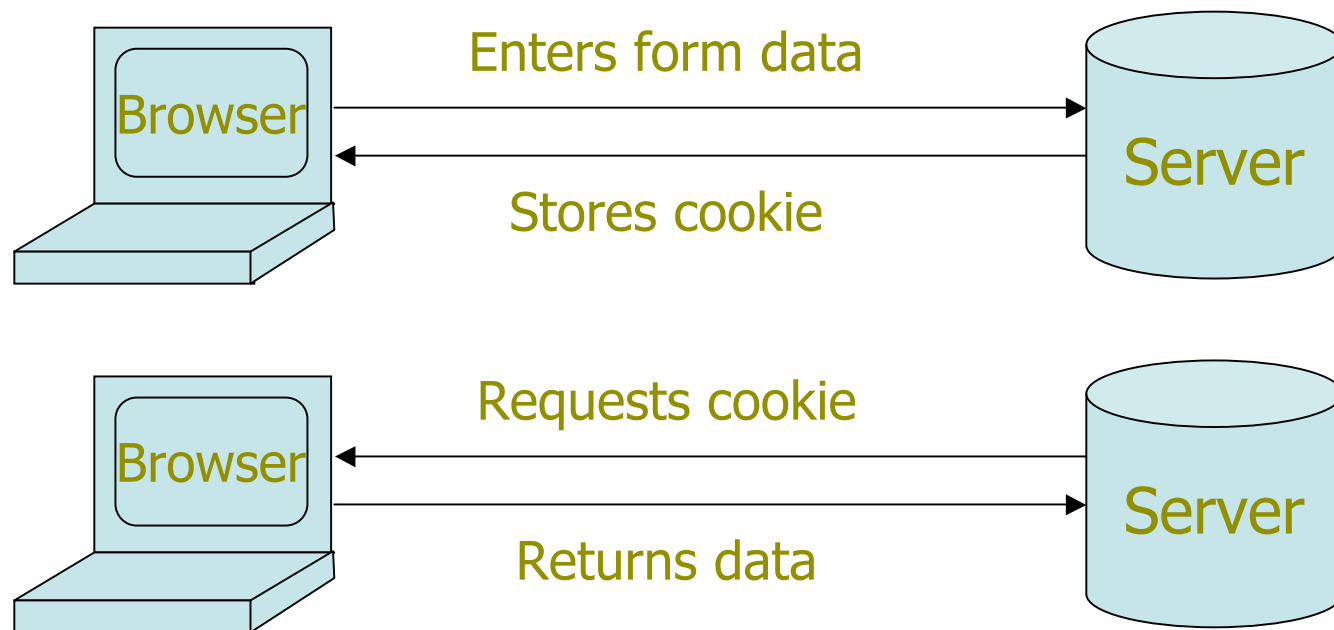 Enters form data
Browser
Server
Stores cookie
Requests cookie
Browser
Server
Returns data